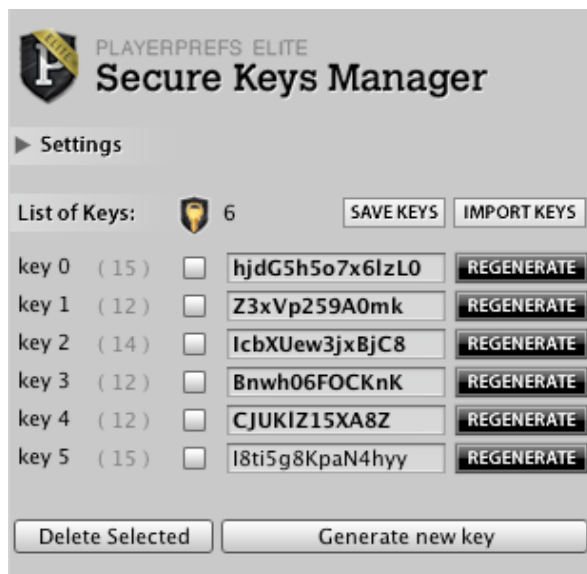 ELITE
P
PLAYERPREFS ELITE
Secure Keys Manager
Settings
List of Keys: 6 SAVE KEYS IMPORT KEYS
key 0 (15) hjdG5h5o7x6lzL0 REGENERATE
key 1 (12) Z3xVp259A0mk REGENERATE
key 2 (14) IcbXUew3jxBjC8 REGENERATE
key 3 (12) Bnwh06FOCKnK REGENERATE
key 4 (12) CJUKlZ15XA8Z REGENERATE
key 5 (15) I8ti5g8KpaN4hyy REGENERATE
Delete Selected Generate new key